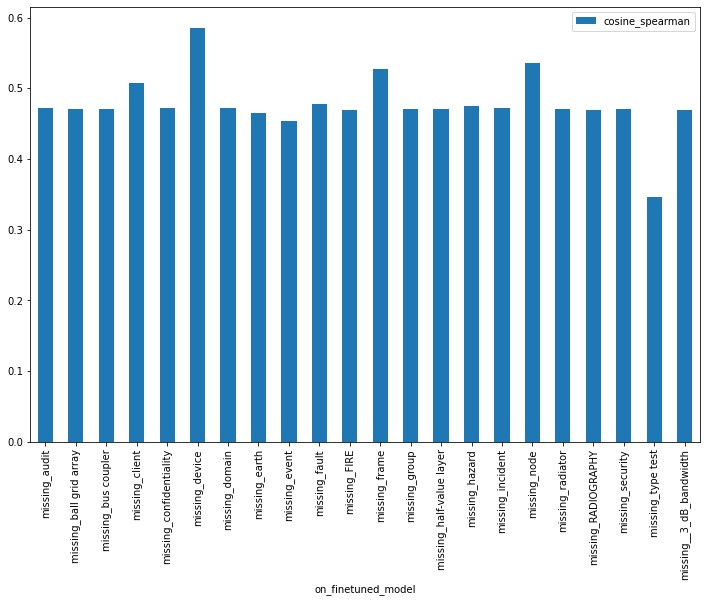 cosine_spearman
0.6
0.5
0.4
0.3
0.2
0.1
0.0
missing_audit
missing_ball grid array
missing_bus coupler
missing_client
missing_confidentiality
missing_device
missing_domain
missing_earth
missing_event
missing_fault
missing_FIRE
missing_frame
missing_group
missing_half-value layer
missing_hazard
missing_incident
missing_node
missing_radiator
missing_RADIOGRAPHY
missing_security
missing_type test
missing__3_dB_bandwidth
on_finetuned_model